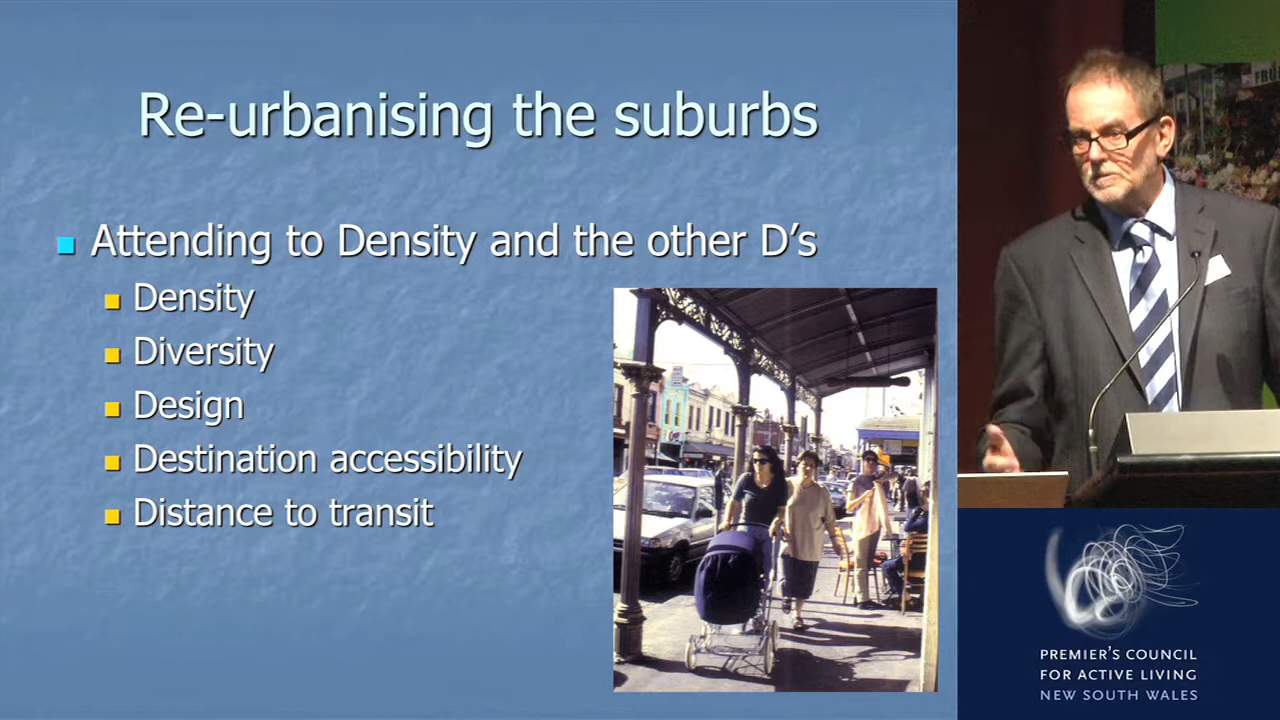 Re-urbanising the suburbs
Attending to Density and the other D's
Density
Diversity
Design
Destination accessibility
Distance to transit
PREMIER'S COUNCIL
FOR ACTIVE LIVING
NEW SOUTH WALES